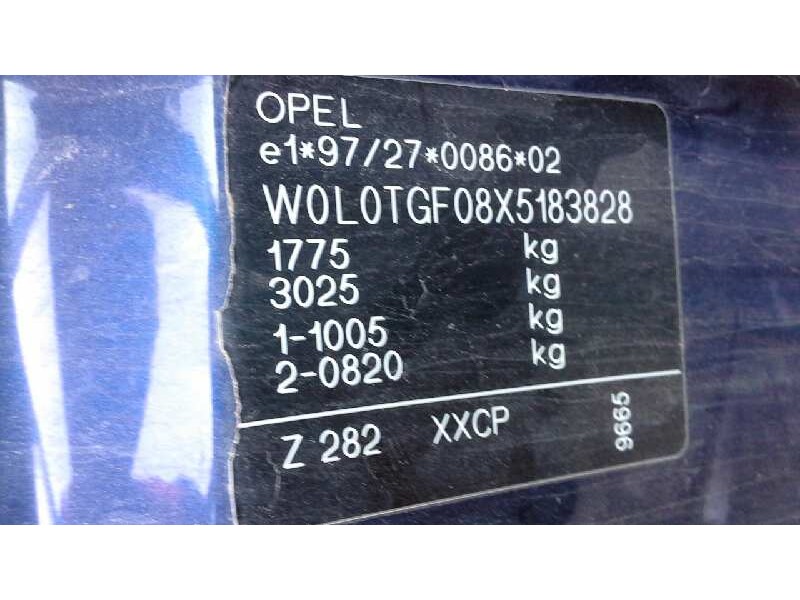 OPEL
e1*97/27*0086*02
W0L0TGF08X5183828
1775 kg
3025 kg
1-1005 kg
2-0820 kg
Z 282 XXCP
9665